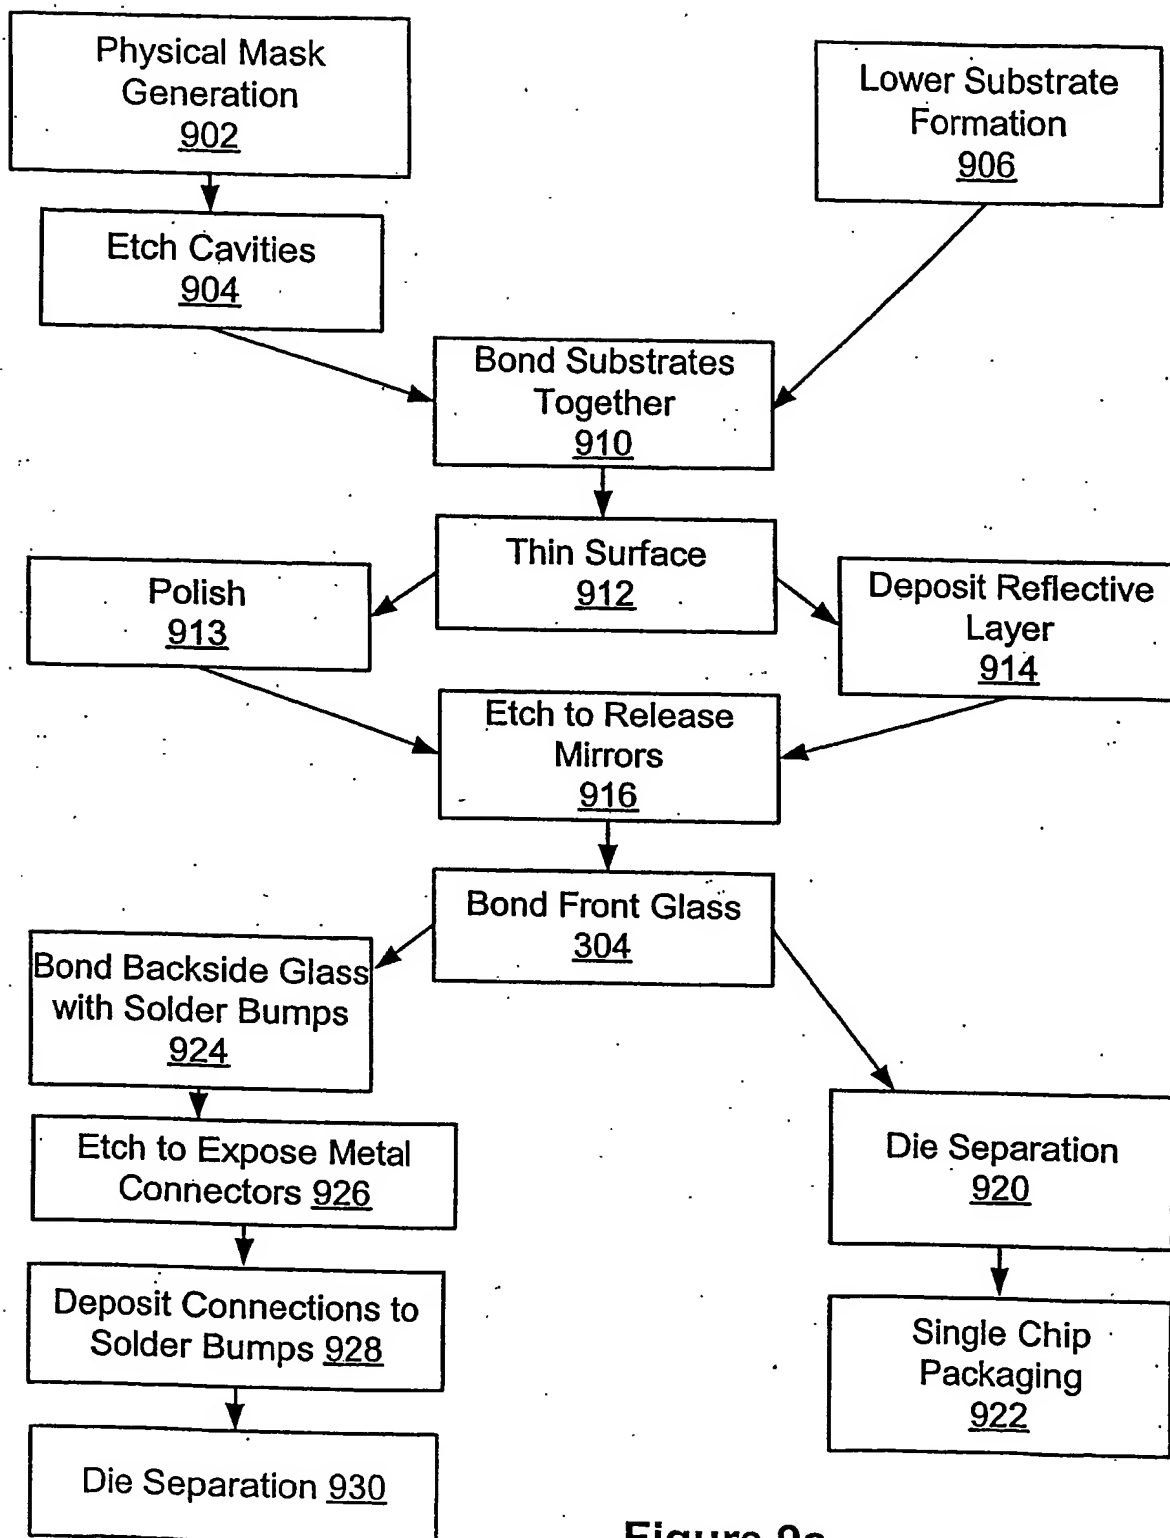 Physical Mask
Generation
902
Lower Substrate
Formation
906
Etch Cavities
904
Bond Substrates
Together
910
Thin Surface
912
Polish
913
Deposit Reflective
Layer
914
Etch to Release
Mirrors
916
Bond Front Glass
304
Bond Backside Glass
with Solder Bumps
924
Etch to Expose Metal
Connectors 926
Die Separation
920
Deposit Connections to
Solder Bumps 928
Single Chip
Packaging
922
Die Separation 930
Figure 9a